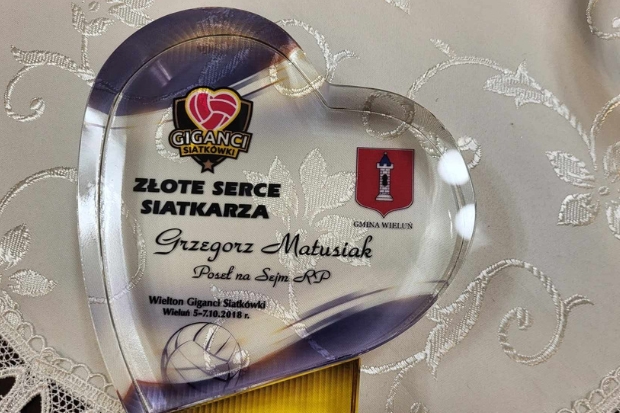 GIGANCI
SIATKÓWKI
ZŁOTE SERCE
SIATKARZA
GMINA WIELUŃ
Grzegorz Matusiak
Poseł na Sejm RP
Wielton Giganci Siatkówki
Wieluń 5-7.10.2018 r.